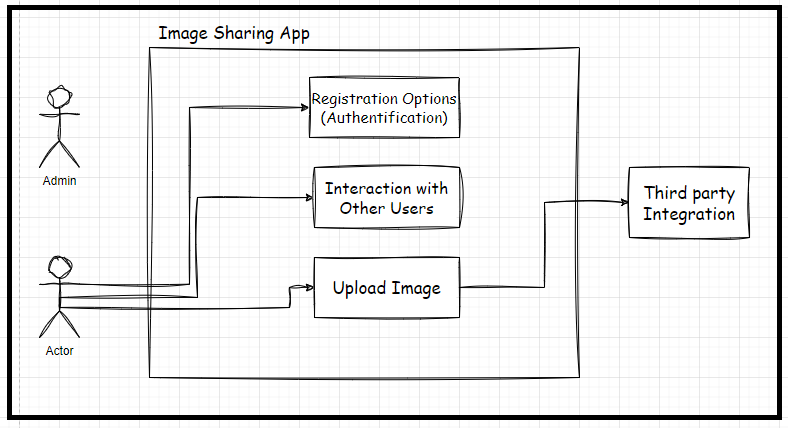 Image Sharing App
Registration Options
(Authentification)
Admin
Interaction with
Other Users
Third party
Integration
Upload Image
Actor